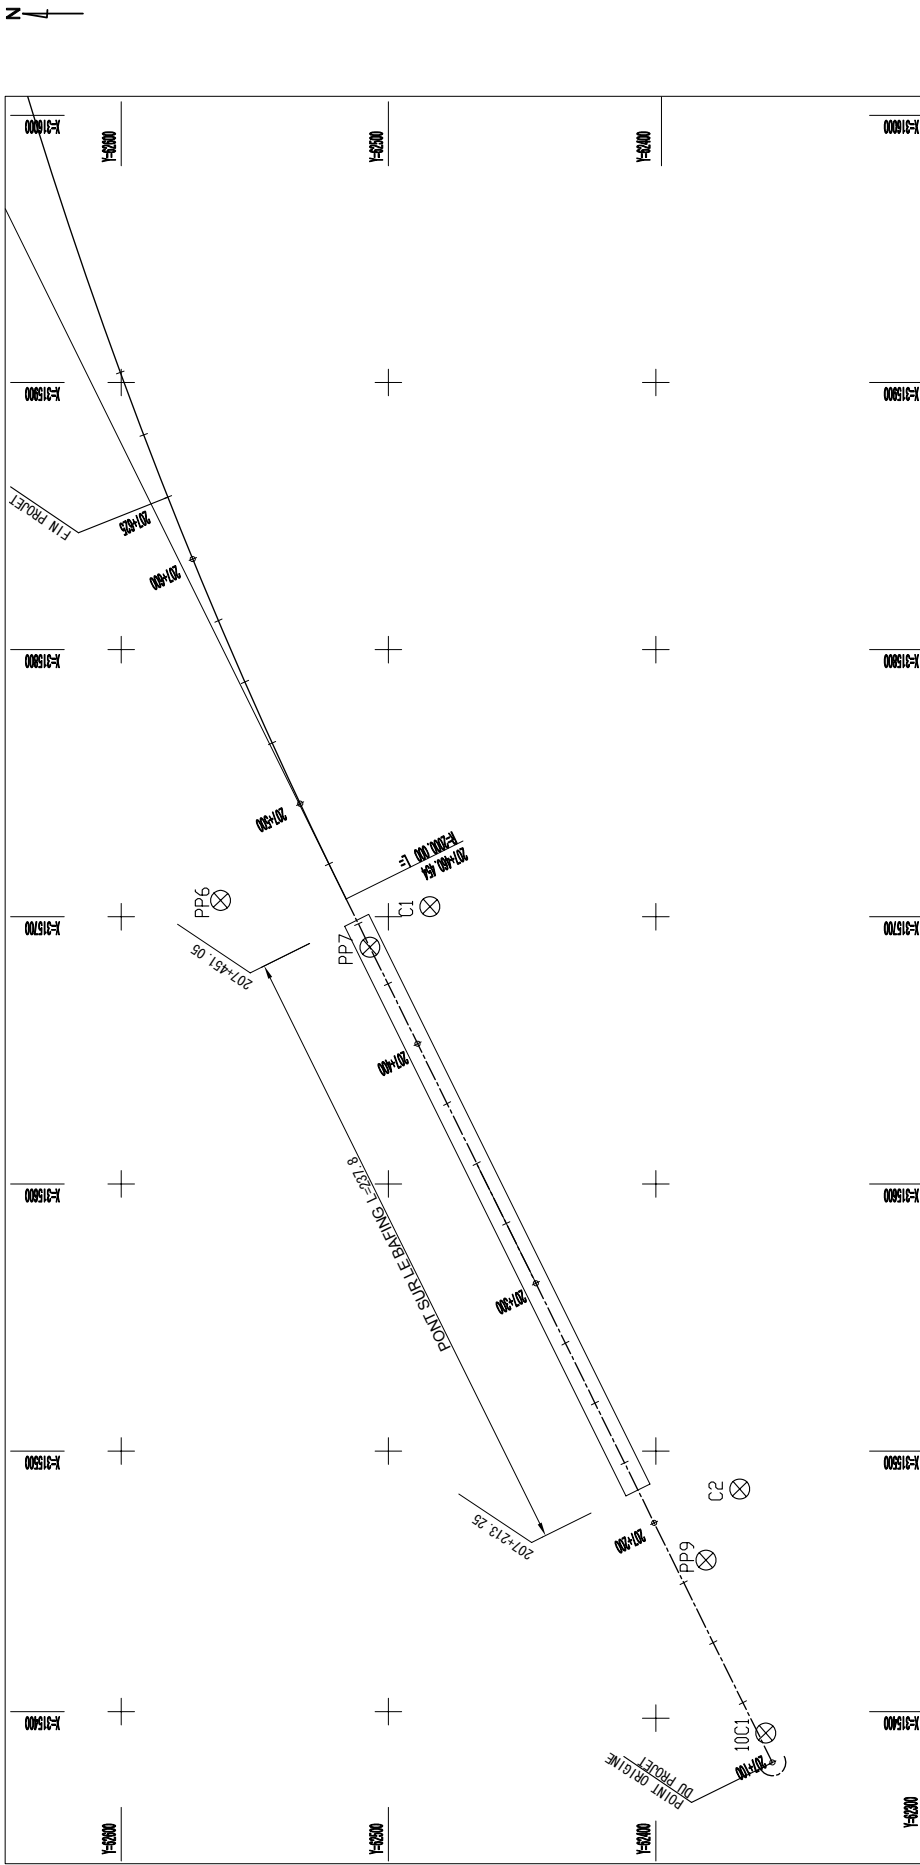 N
X=316000
X=316000
Y=62600
Y=62500
Y=62400
X=315900
X=315900
FIN PROJET
207+625
207+600
X=315800
X=315800
207+500
R=2000.000 L=
207+460.454
PP6
C1
X=315700
X=315700
207+451.05
PP7
207+400
PONT SUR LE BAFING L=237.8
X=315600
X=315600
207+300
X=315500
X=315500
207+213.25
C2
207+200
PP9
X=315400
X=315400
10C1
207+100
POINT ORIGINE
DU PROJET
Y=62600
Y=62500
Y=62400
Y=62300